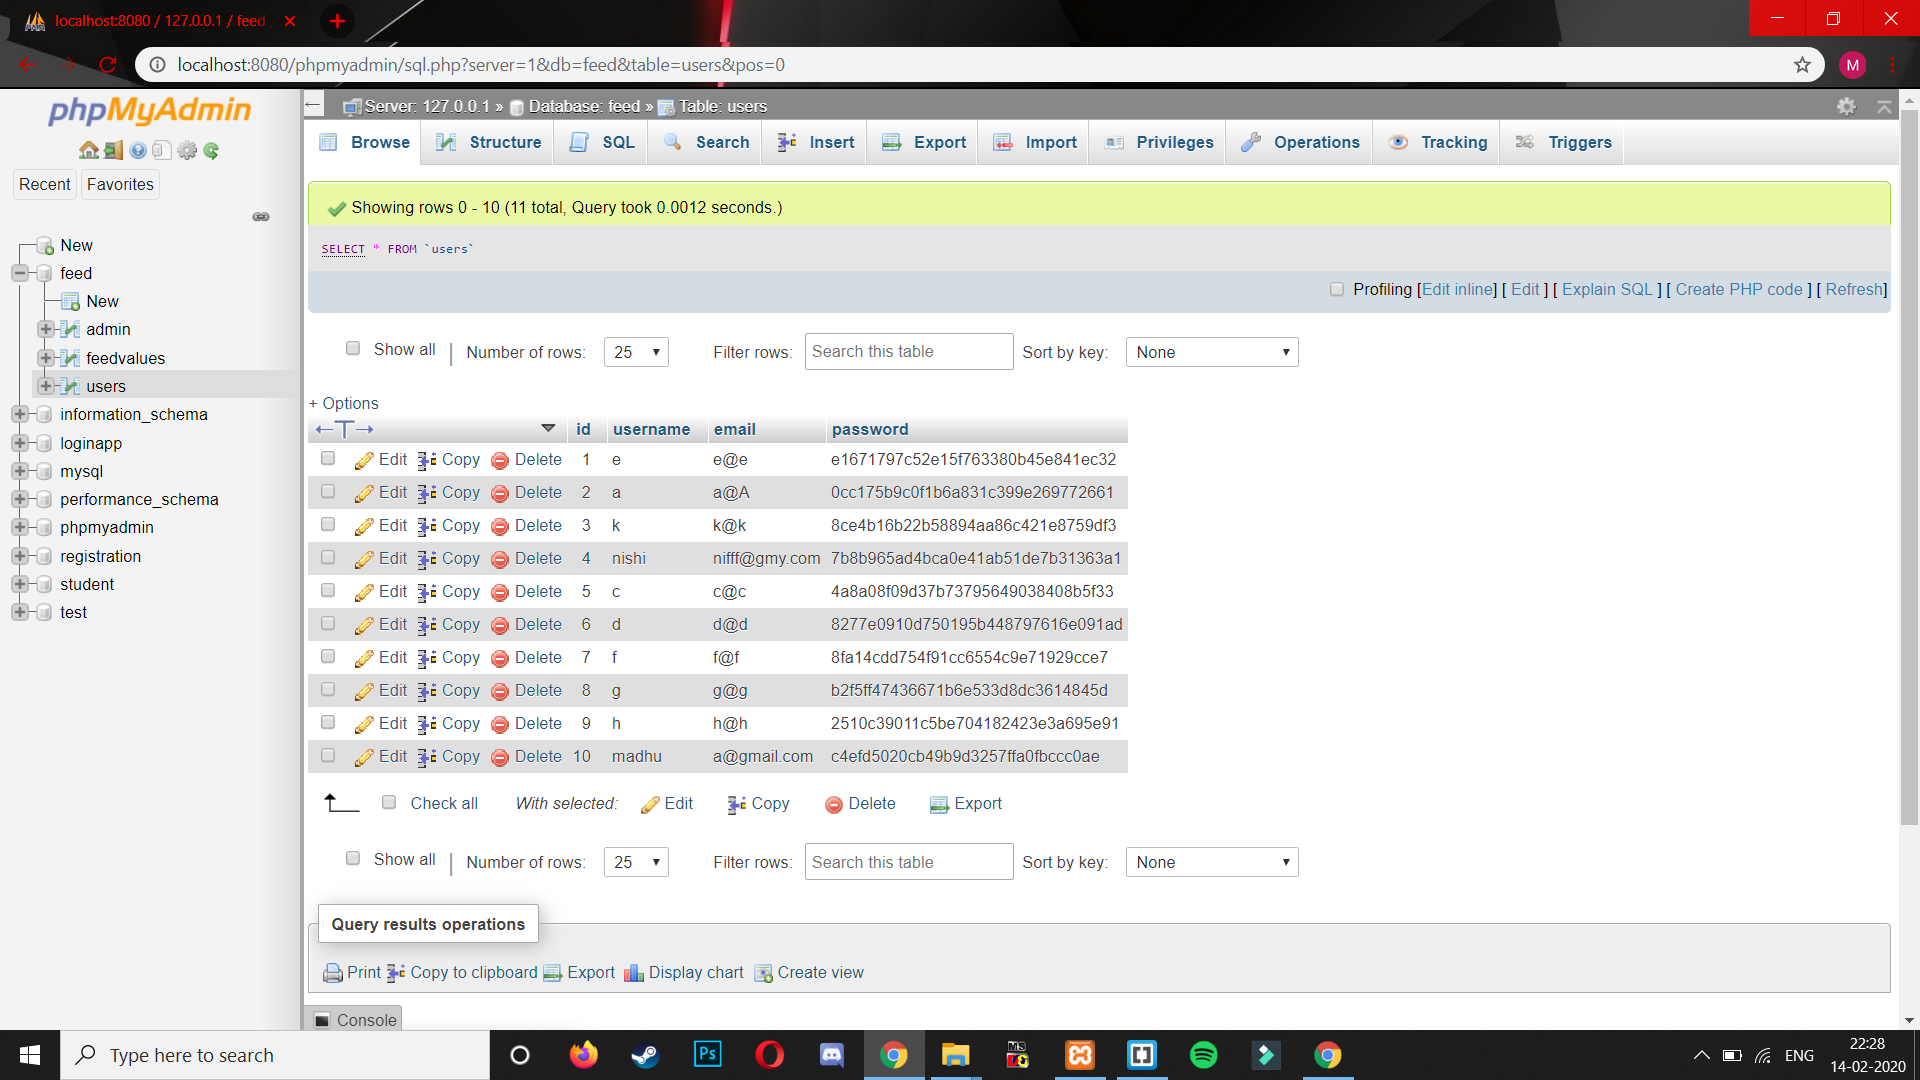 localhost:8080 / 127.0.0.1 / feed
localhost:8080/phpmyadmin/sql.php?server=1&db=feed&table=users&pos=0
M
phpMyAdmin
Recent Favorites
New
feed
New
admin
feedvalues
users
information_schema
loginapp
mysql
performance_schema
phpmyadmin
registration
student
test
Server: 127.0.0.1 » Database: feed » Table: users
Browse Structure SQL Search Insert Export Import Privileges Operations Tracking Triggers
Showing rows 0 - 10 (11 total, Query took 0.0012 seconds.)
SELECT * FROM `users`
Profiling [Edit inline] [ Edit ] [ Explain SQL ] [ Create PHP code ] [ Refresh]
Show all | Number of rows: 25 Filter rows: Search this table Sort by key: None
+ Options
←T→ id username email password
Edit Copy Delete 1 e e@e e1671797c52e15f763380b45e841ec32
Edit Copy Delete 2 a a@A 0cc175b9c0f1b6a831c399e269772661
Edit Copy Delete 3 k k@k 8ce4b16b22b58894aa86c421e8759df3
Edit Copy Delete 4 nishi nifff@gmy.com 7b8b965ad4bca0e41ab51de7b31363a1
Edit Copy Delete 5 c c@c 4a8a08f09d37b73795649038408b5f33
Edit Copy Delete 6 d d@d 8277e0910d750195b448797616e091ad
Edit Copy Delete 7 f f@f 8fa14cdd754f91cc6554c9e71929cce7
Edit Copy Delete 8 g g@g b2f5ff47436671b6e533d8dc3614845d
Edit Copy Delete 9 h h@h 2510c39011c5be704182423e3a695e91
Edit Copy Delete 10 madhu a@gmail.com c4efd5020cb49b9d3257ffa0fbccc0ae
Check all With selected: Edit Copy Delete Export
Show all | Number of rows: 25 Filter rows: Search this table Sort by key: None
Query results operations
Print Copy to clipboard Export Display chart Create view
Console
Type here to search
Ps
MS
ENG
22:28
14-02-2020